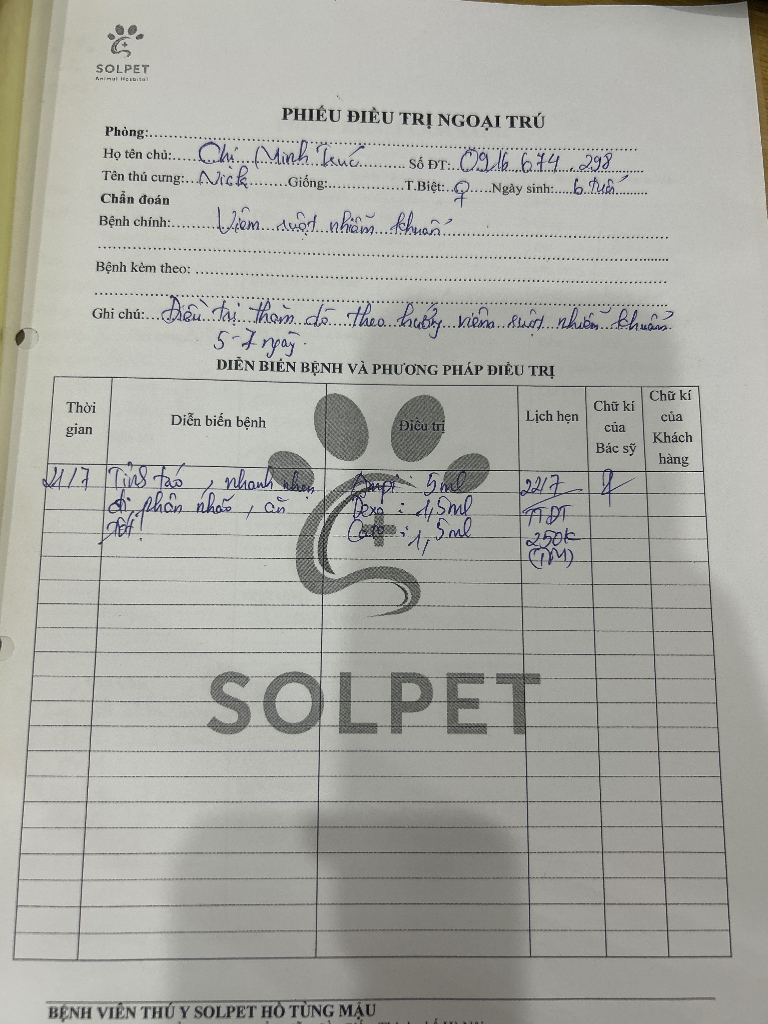 SOLPET
Animal Hospital
PHIẾU ĐIỀU TRỊ NGOẠI TRÚ
Phòng:
Họ tên chủ: Chị Minh Trúc Số ĐT: 0916.674.298
Tên thú cưng: Nick Giống: T.Biệt: ♀ Ngày sinh: 6 tuổi
Chẩn đoán
Bệnh chính: Viêm ruột nhiễm khuẩn
Bệnh kèm theo:
Ghi chú: Điều trị thăm dò theo hướng viêm ruột nhiễm khuẩn
5-7 ngày.
DIỄN BIẾN BỆNH VÀ PHƯƠNG PHÁP ĐIỀU TRỊ
Thời gian Diễn biến bệnh Điều trị Lịch hẹn Chữ kí của Bác sỹ Chữ kí của Khách hàng
21/7 Tỉnh táo, nhanh nhẹn Ampi: 5ml 22/7
đi phân nhão, ăn Dexa: 1,5ml TTĐT
tốt! 1,5ml 250k
(TM)
SOLPET
BỆNH VIỆN THÚ Y SOLPET HỒ TÙNG MẬU